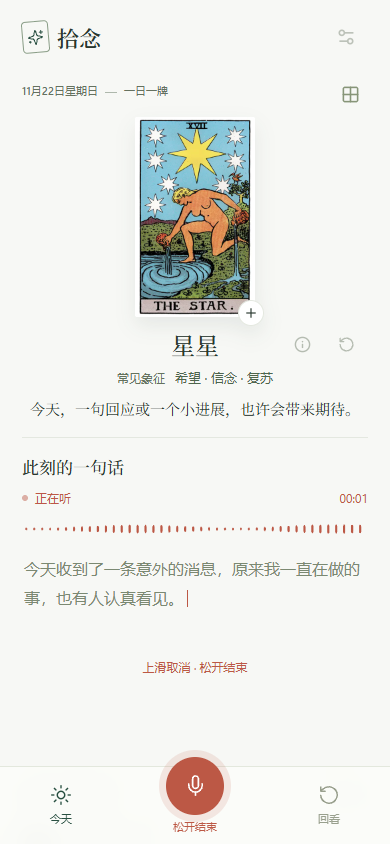 拾念
11月22日星期日 — 一日一牌
XVII
THE STAR.
星星
常见象征 希望 · 信念 · 复苏
今天，一句回应或一个小进展，也许会带来期待。
此刻的一句话
正在听 00:01
今天收到了一条意外的消息，原来我一直在做的
事，也有人认真看见。
上滑取消 · 松开结束
今天
松开结束
回看